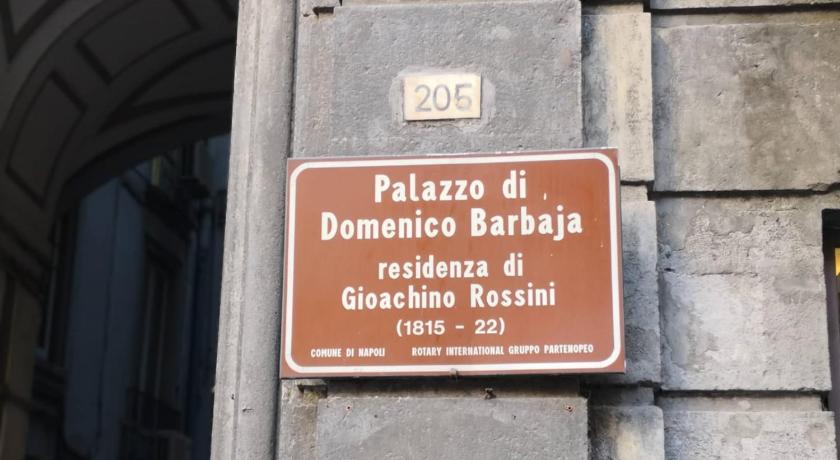 205
Palazzo di
Domenico Barbaja
residenza di
Gioachino Rossini
(1815 - 22)
COMUNE DI NAPOLI ROTARY INTERNATIONAL GRUPPO PARTENOPEO